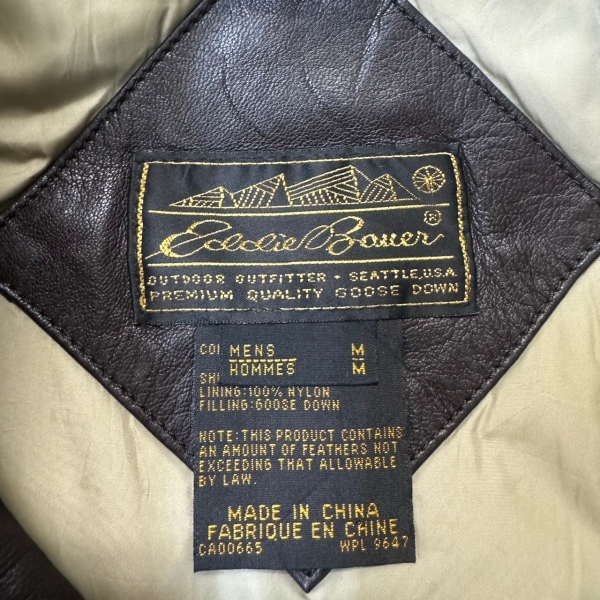 Eddie Bauer®
OUTDOOR OUTFITTER · SEATTLE, U.S.A.
PREMIUM QUALITY GOOSE DOWN
MENS M
HOMMES M
LINING:100% NYLON
FILLING:GOOSE DOWN
NOTE:THIS PRODUCT CONTAINS
AN AMOUNT OF FEATHERS NOT
EXCEEDING THAT ALLOWABLE
BY LAW.
MADE IN CHINA
FABRIQUE EN CHINE
CA00665 WPL 9647